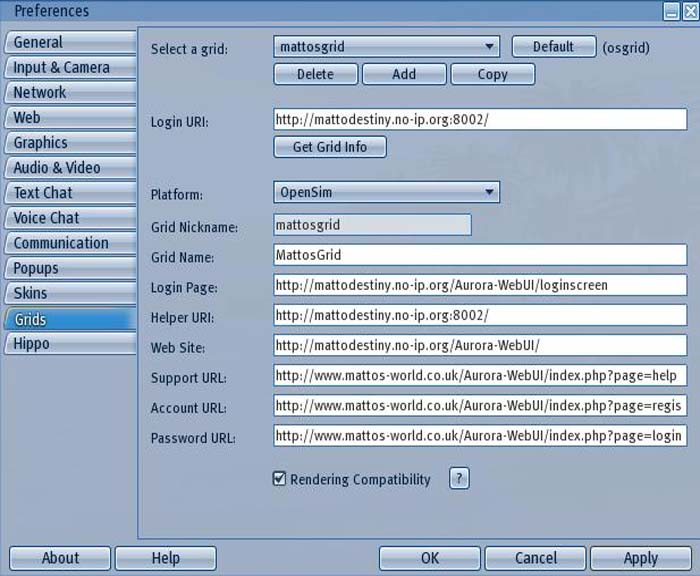 Preferences
General
Input & Camera
Network
Web
Graphics
Audio & Video
Text Chat
Voice Chat
Communication
Popups
Skins
Grids
Hippo
Select a grid: mattosgrid Default (osgrid)
Delete Add Copy
Login URI: http://mattodestiny.no-ip.org:8002/
Get Grid Info
Platform: OpenSim
Grid Nickname: mattosgrid
Grid Name: MattosGrid
Login Page: http://mattodestiny.no-ip.org/Aurora-WebUI/loginscreen
Helper URI: http://mattodestiny.no-ip.org:8002/
Web Site: http://mattodestiny.no-ip.org/Aurora-WebUI/
Support URL: http://www.mattos-world.co.uk/Aurora-WebUI/index.php?page=help
Account URL: http://www.mattos-world.co.uk/Aurora-WebUI/index.php?page=regis
Password URL: http://www.mattos-world.co.uk/Aurora-WebUI/index.php?page=login
Rendering Compatibility ?
About Help OK Cancel Apply